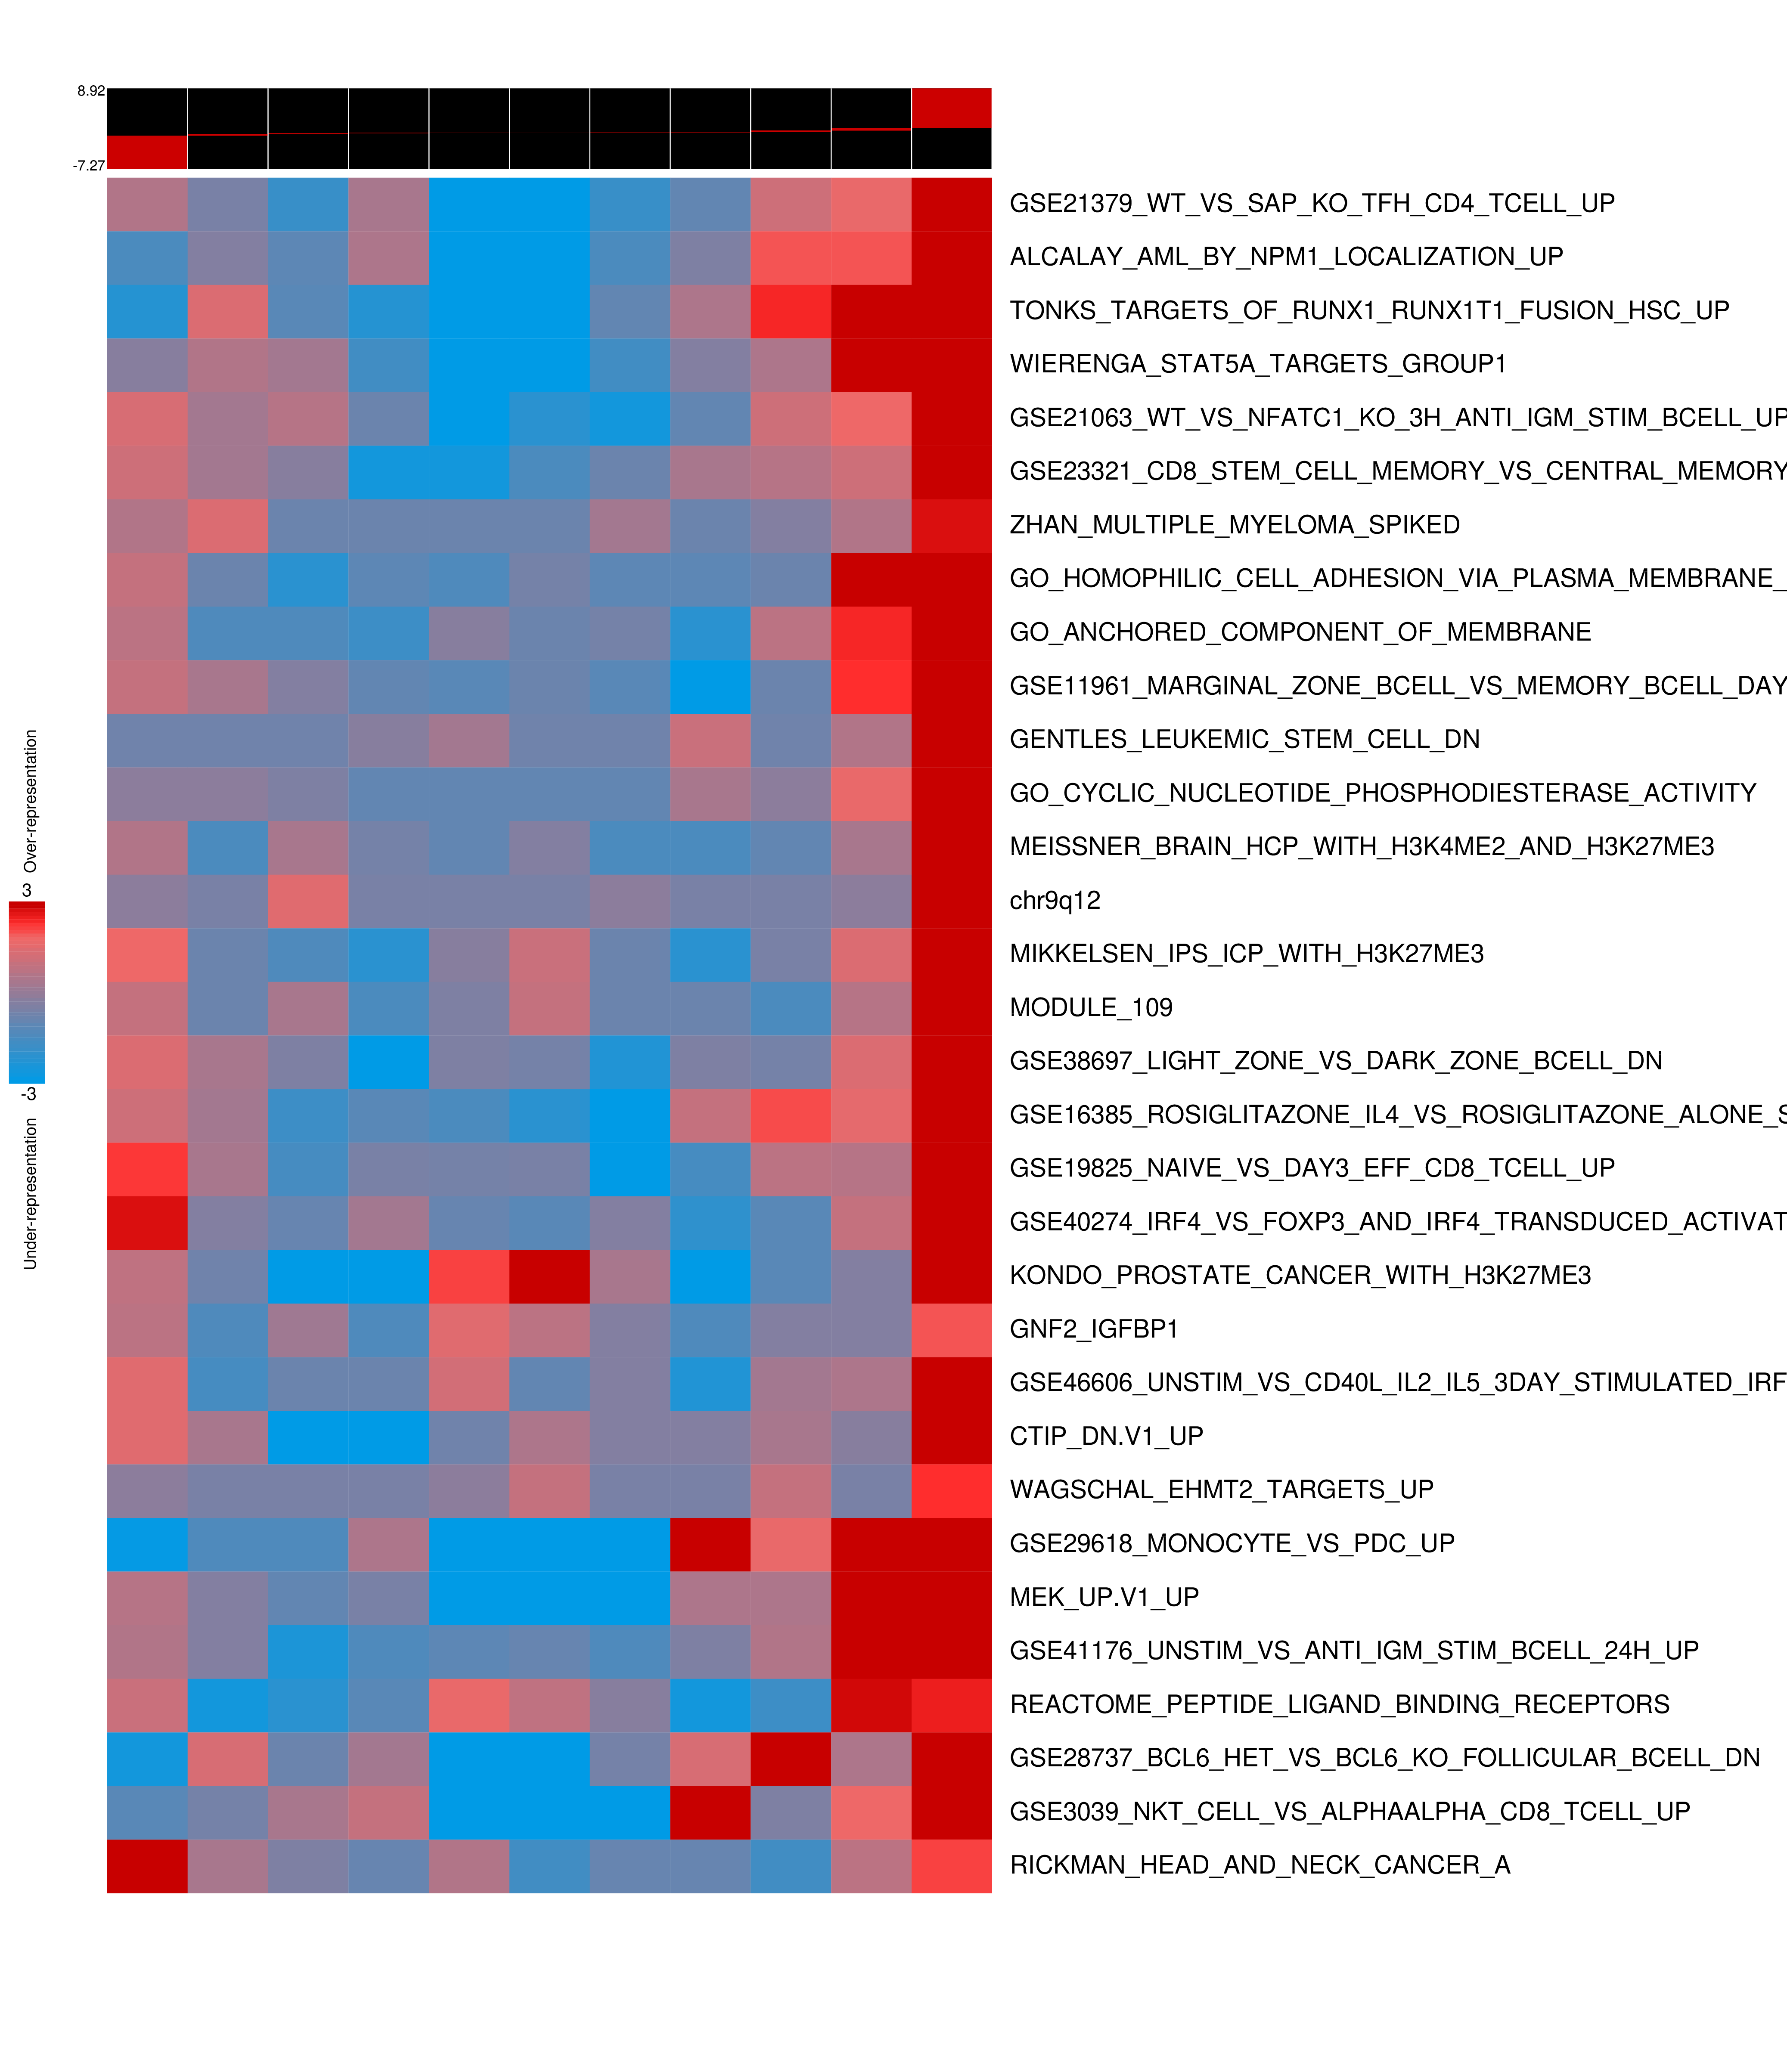 8.92
-7.27
GSE21379_WT_VS_SAP_KO_TFH_CD4_TCELL_UP
ALCALAY_AML_BY_NPM1_LOCALIZATION_UP
TONKS_TARGETS_OF_RUNX1_RUNX1T1_FUSION_HSC_UP
WIERENGA_STAT5A_TARGETS_GROUP1
GSE21063_WT_VS_NFATC1_KO_3H_ANTI_IGM_STIM_BCELL_UP
GSE23321_CD8_STEM_CELL_MEMORY_VS_CENTRAL_MEMORY
ZHAN_MULTIPLE_MYELOMA_SPIKED
GO_HOMOPHILIC_CELL_ADHESION_VIA_PLASMA_MEMBRANE_
GO_ANCHORED_COMPONENT_OF_MEMBRANE
GSE11961_MARGINAL_ZONE_BCELL_VS_MEMORY_BCELL_DAY
GENTLES_LEUKEMIC_STEM_CELL_DN
GO_CYCLIC_NUCLEOTIDE_PHOSPHODIESTERASE_ACTIVITY
MEISSNER_BRAIN_HCP_WITH_H3K4ME2_AND_H3K27ME3
chr9q12
MIKKELSEN_IPS_ICP_WITH_H3K27ME3
MODULE_109
GSE38697_LIGHT_ZONE_VS_DARK_ZONE_BCELL_DN
GSE16385_ROSIGLITAZONE_IL4_VS_ROSIGLITAZONE_ALONE_S
GSE19825_NAIVE_VS_DAY3_EFF_CD8_TCELL_UP
GSE40274_IRF4_VS_FOXP3_AND_IRF4_TRANSDUCED_ACTIVAT
KONDO_PROSTATE_CANCER_WITH_H3K27ME3
GNF2_IGFBP1
GSE46606_UNSTIM_VS_CD40L_IL2_IL5_3DAY_STIMULATED_IRF
CTIP_DN.V1_UP
WAGSCHAL_EHMT2_TARGETS_UP
GSE29618_MONOCYTE_VS_PDC_UP
MEK_UP.V1_UP
GSE41176_UNSTIM_VS_ANTI_IGM_STIM_BCELL_24H_UP
REACTOME_PEPTIDE_LIGAND_BINDING_RECEPTORS
GSE28737_BCL6_HET_VS_BCL6_KO_FOLLICULAR_BCELL_DN
GSE3039_NKT_CELL_VS_ALPHAALPHA_CD8_TCELL_UP
RICKMAN_HEAD_AND_NECK_CANCER_A
Over-representation
3
-3
Under-representation